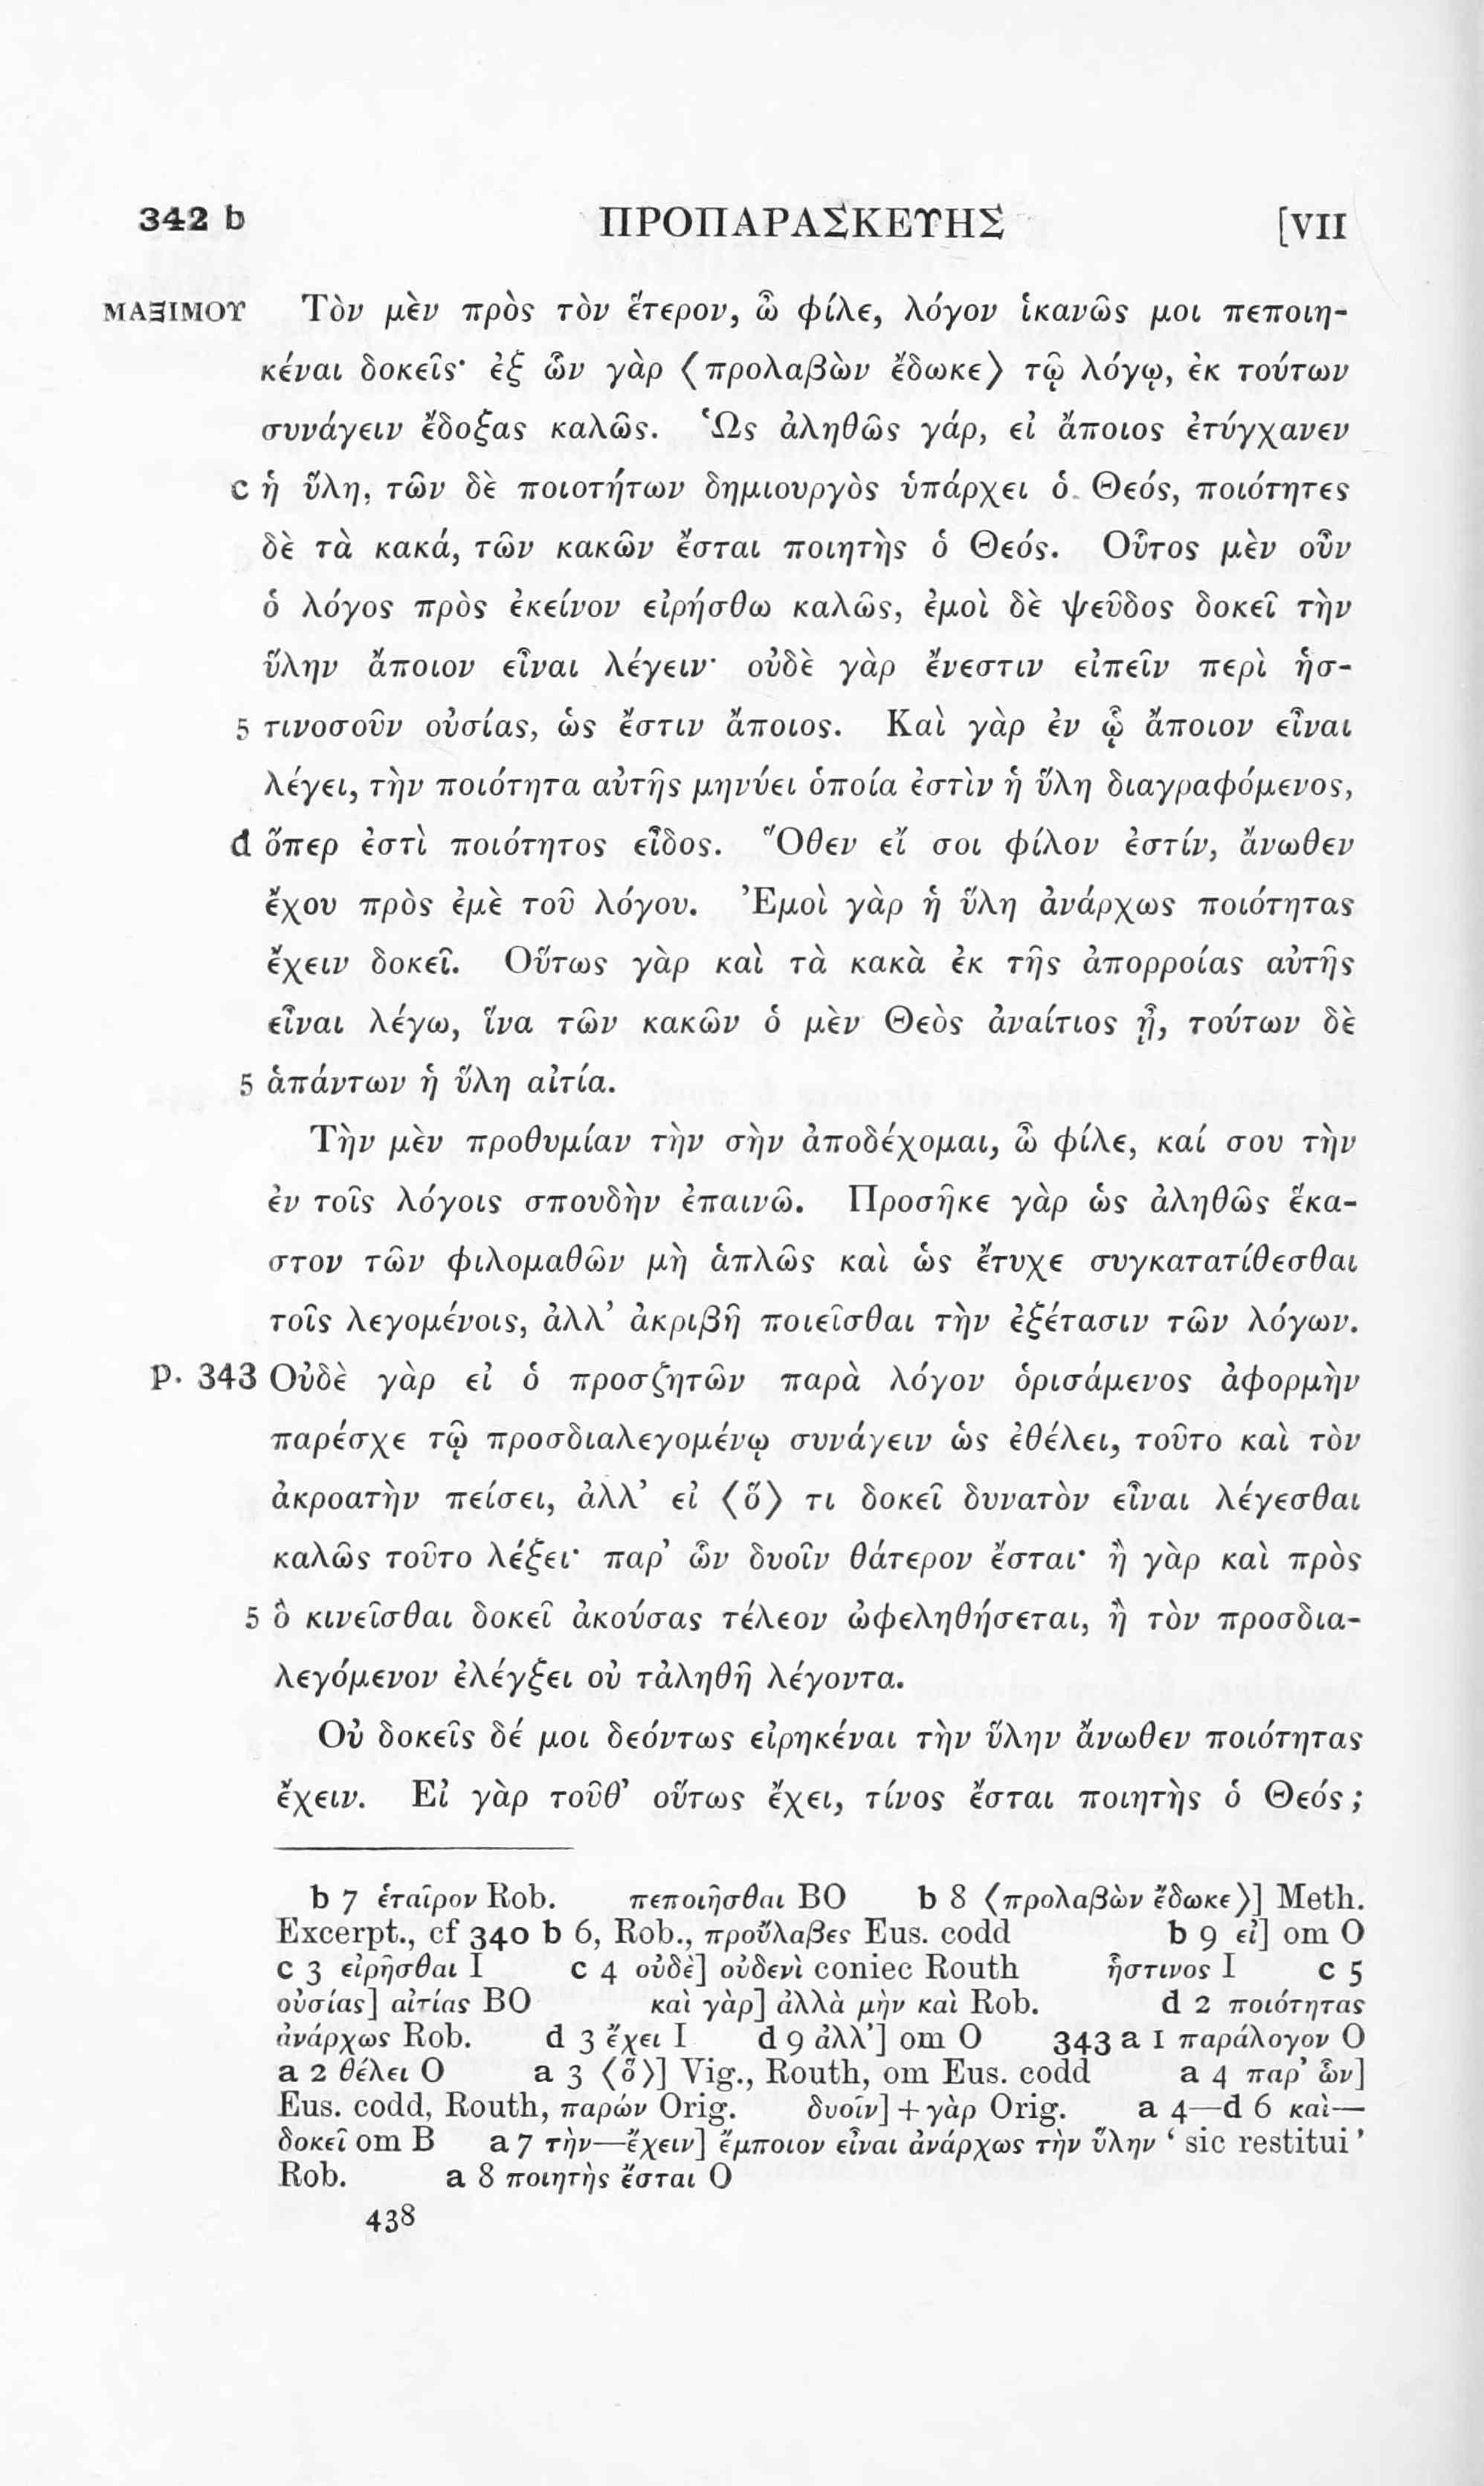 342 b ΠΡΟΠΑΡΑΣΚΕΥΗΣ [VII
ΜΑΞΙΜΟΥ Τὸν μὲν πρὸς τὸν ἕτερον, ὦ φίλε, λόγον ἱκανῶς μοι πεποιη-
κέναι δοκεῖς· ἐξ ὧν γὰρ ⟨προλαβὼν ἔδωκε⟩ τῷ λόγῳ, ἐκ τούτων
συνάγειν ἔδοξας καλῶς. Ὡς ἀληθῶς γάρ, εἰ ἄποιος ἐτύγχανεν
c ἡ ὕλη, τῶν δὲ ποιοτήτων δημιουργὸς ὑπάρχει ὁ Θεός, ποιότητες
δὲ τὰ κακά, τῶν κακῶν ἔσται ποιητὴς ὁ Θεός. Οὗτος μὲν οὖν
ὁ λόγος πρὸς ἐκείνον εἰρήσθω καλῶς, ἐμοὶ δὲ ψεῦδος δοκεῖ τὴν
ὕλην ἄποιον εἶναι λέγειν· οὐδὲ γὰρ ἔνεστιν εἰπεῖν περὶ ἡσ-
5 τινοσοῦν οὐσίας, ὡς ἔστιν ἄποιος. Καὶ γὰρ ἐν ᾧ ἄποιον εἶναι
λέγει, τὴν ποιότητα αὐτῆς μηνύει ὁποία ἐστὶν ἡ ὕλη διαγραφόμενος,
d ὅπερ ἐστὶ ποιότητος εἶδος. Ὅθεν εἴ σοι φίλον ἐστίν, ἄνωθεν
ἔχου πρὸς ἐμὲ τοῦ λόγου. Ἐμοὶ γὰρ ἡ ὕλη ἀνάρχως ποιότητας
ἔχειν δοκεῖ. Οὕτως γὰρ καὶ τὰ κακὰ ἐκ τῆς ἀπορροίας αὐτῆς
εἶναι λέγω, ἵνα τῶν κακῶν ὁ μὲν Θεὸς ἀναίτιος ᾖ, τούτων δὲ
5 ἁπάντων ἡ ὕλη αἰτία.
Τὴν μὲν προθυμίαν τὴν σὴν ἀποδέχομαι, ὦ φίλε, καί σου τὴν
ἐν τοῖς λόγοις σπουδὴν ἐπαινῶ. Προσῆκε γὰρ ὡς ἀληθῶς ἕκα-
στον τῶν φιλομαθῶν μὴ ἁπλῶς καὶ ὡς ἔτυχε συγκατατίθεσθαι
τοῖς λεγομένοις, ἀλλ’ ἀκριβῆ ποιεῖσθαι τὴν ἐξέτασιν τῶν λόγων.
p. 343 Οὐδὲ γὰρ εἰ ὁ προσζητῶν παρὰ λόγον ὁρισάμενος ἀφορμὴν
παρέσχε τῷ προσδιαλεγομένῳ συνάγειν ὡς ἐθέλει, τοῦτο καὶ τὸν
ἀκροατὴν πείσει, ἀλλ’ εἰ ⟨ὅ⟩ τι δοκεῖ δυνατὸν εἶναι λέγεσθαι
καλῶς τοῦτο λέξει· παρ’ ὧν δυοῖν θάτερον ἔσται· ἢ γὰρ καὶ πρὸς
5 ὃ κινεῖσθαι δοκεῖ ἀκούσας τέλεον ὠφεληθήσεται, ἢ τὸν προσδια-
λεγόμενον ἐλέγξει οὐ τἀληθῆ λέγοντα.
Οὐ δοκεῖς δέ μοι δεόντως εἰρηκέναι τὴν ὕλην ἄνωθεν ποιότητας
ἔχειν. Εἰ γὰρ τοῦθ’ οὕτως ἔχει, τίνος ἔσται ποιητὴς ὁ Θεός;
b 7 ἑταῖρον Rob. πεποιῆσθαι BO b 8 ⟨προλαβὼν ἔδωκε⟩] Meth.
Excerpt., cf 340 b 6, Rob., προὔλαβες Eus. codd b 9 εἰ] om O
c 3 εἰρῆσθαι I c 4 οὐδὲ] οὐδενὶ coniec Routh ἧστινος I c 5
οὐσίας] αἰτίας BO καὶ γὰρ] ἀλλὰ μὴν καὶ Rob. d 2 ποιότητας
ἀνάρχως Rob. d 3 ἔχει I d 9 ἀλλ’] om O 343 a 1 παράλογον O
a 2 θέλει O a 3 ⟨ὅ⟩] Vig., Routh, om Eus. codd a 4 παρ’ ὧν]
Eus. codd, Routh, παρών Orig. δυοῖν] + γὰρ Orig. a 4—d 6 καὶ—
δοκεῖ om B a 7 τὴν—ἔχειν] ἔμποιον εἶναι ἀνάρχως τὴν ὕλην ‘ sic restitui ’
Rob. a 8 ποιητὴς ἔσται O
438